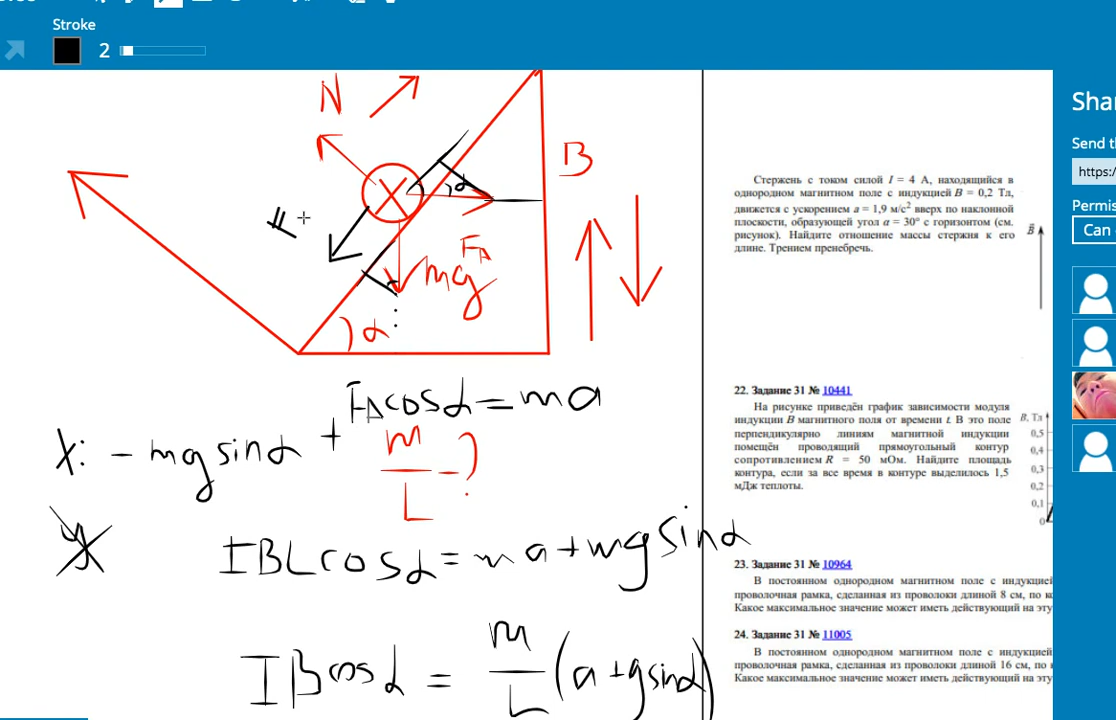 Stroke
2
N
B
α
FA
mg
α
FAcosα = ma
X: - mgsinα +
m
L
- ?
y
IBLcosα = ma + mgsinα
IBcosα = m
L
(a + gsinα)
Стержень с током силой I = 4 А, находящийся в
однородном магнитном поле с индукцией B = 0,2 Тл,
движется с ускорением a = 1,9 м/с² вверх по наклонной
плоскости, образующей угол α = 30° с горизонтом (см.
рисунок). Найдите отношение массы стержня к его
длине. Трением пренебречь.
B
22. Задание 31 № 10441
На рисунке приведён график зависимости модуля
индукции B магнитного поля от времени t. В это поле
перпендикулярно линиям магнитной индукции
помещён проводящий прямоугольный контур
сопротивлением R = 50 мОм. Найдите площадь
контура, если за все время в контуре выделилось 1,5
мДж теплоты.
B, Тл
0,5
0,4
0,3
0,2
0,1
0
23. Задание 31 № 10964
В постоянном однородном магнитном поле с индукцией
проволочная рамка, сделанная из проволоки длиной 8 см, по
Какое максимальное значение может иметь действующий на эту
24. Задание 31 № 11005
В постоянном однородном магнитном поле с индукцией
проволочная рамка, сделанная из проволоки длиной 16 см, по
Какое максимальное значение может иметь действующий на эту
Shar
Send th
https:/
Permis
Can